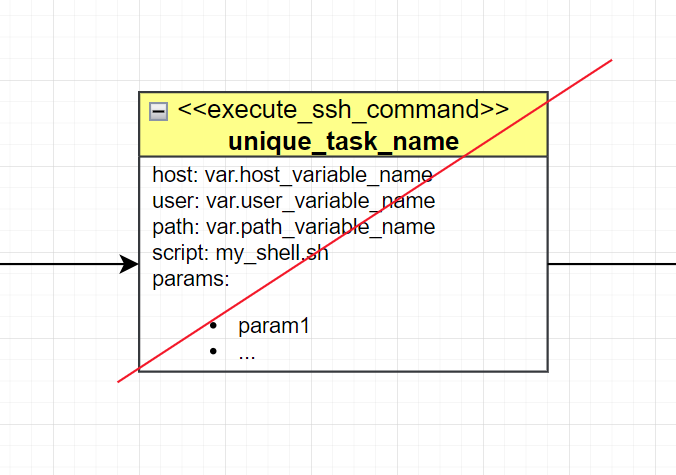 <<execute_ssh_command>>
unique_task_name
host: var.host_variable_name
user: var.user_variable_name
path: var.path_variable_name
script: my_shell.sh
params:
• param1
• ...